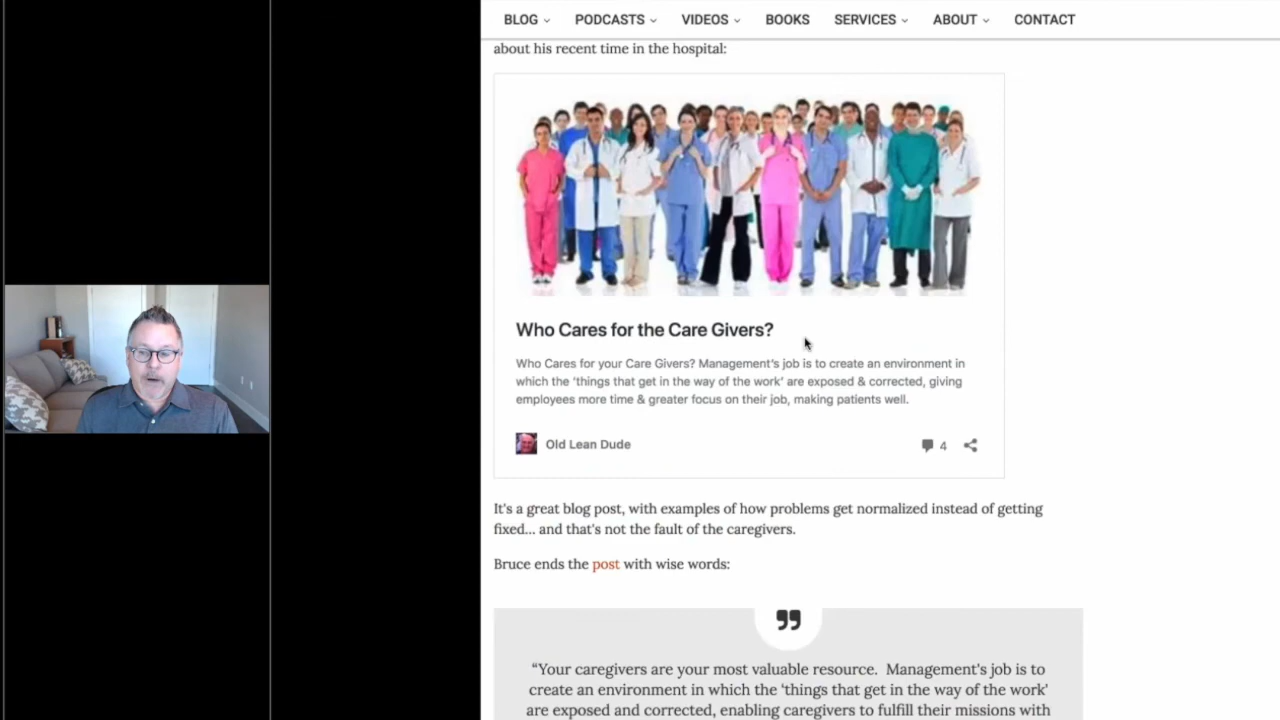 BLOG PODCASTS VIDEOS BOOKS SERVICES ABOUT CONTACT
about his recent time in the hospital:
Who Cares for the Care Givers?
Who Cares for your Care Givers? Management's job is to create an environment in
which the 'things that get in the way of the work' are exposed & corrected, giving
employees more time & greater focus on their job, making patients well.
Old Lean Dude 4
It's a great blog post, with examples of how problems get normalized instead of getting
fixed... and that's not the fault of the caregivers.
Bruce ends the post with wise words:
"
“Your caregivers are your most valuable resource. Management's job is to
create an environment in which the ‘things that get in the way of the work’
are exposed and corrected, enabling caregivers to fulfill their missions with